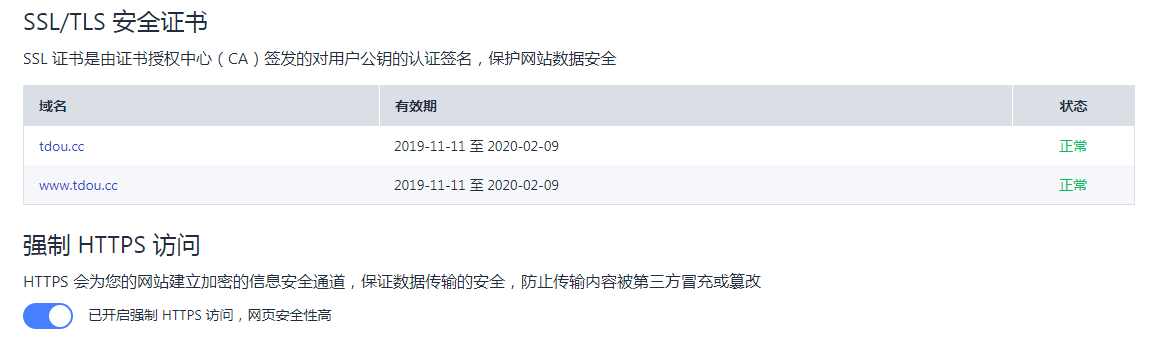 SSL/TLS 安全证书
SSL 证书是由证书授权中心（CA）签发的对用户公钥的认证签名，保护网站数据安全
域名 有效期 状态
tdou.cc 2019-11-11 至 2020-02-09 正常
www.tdou.cc 2019-11-11 至 2020-02-09 正常
强制 HTTPS 访问
HTTPS 会为您的网站建立加密的信息安全通道，保证数据传输的安全，防止传输内容被第三方冒充或篡改
已开启强制 HTTPS 访问，网页安全性高